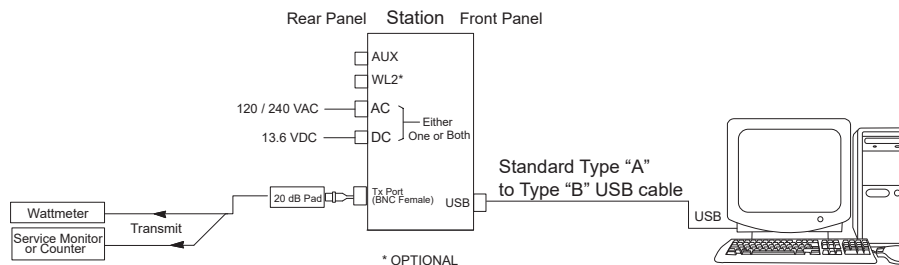 Rear Panel Station Front Panel
AUX
WL2*
120 / 240 VAC
AC
Either
One or Both
13.6 VDC
DC
Standard Type “A”
to Type “B” USB cable
20 dB Pad
Tx Port
(BNC Female)
USB
USB
Wattmeter
Transmit
Service Monitor
or Counter
* OPTIONAL